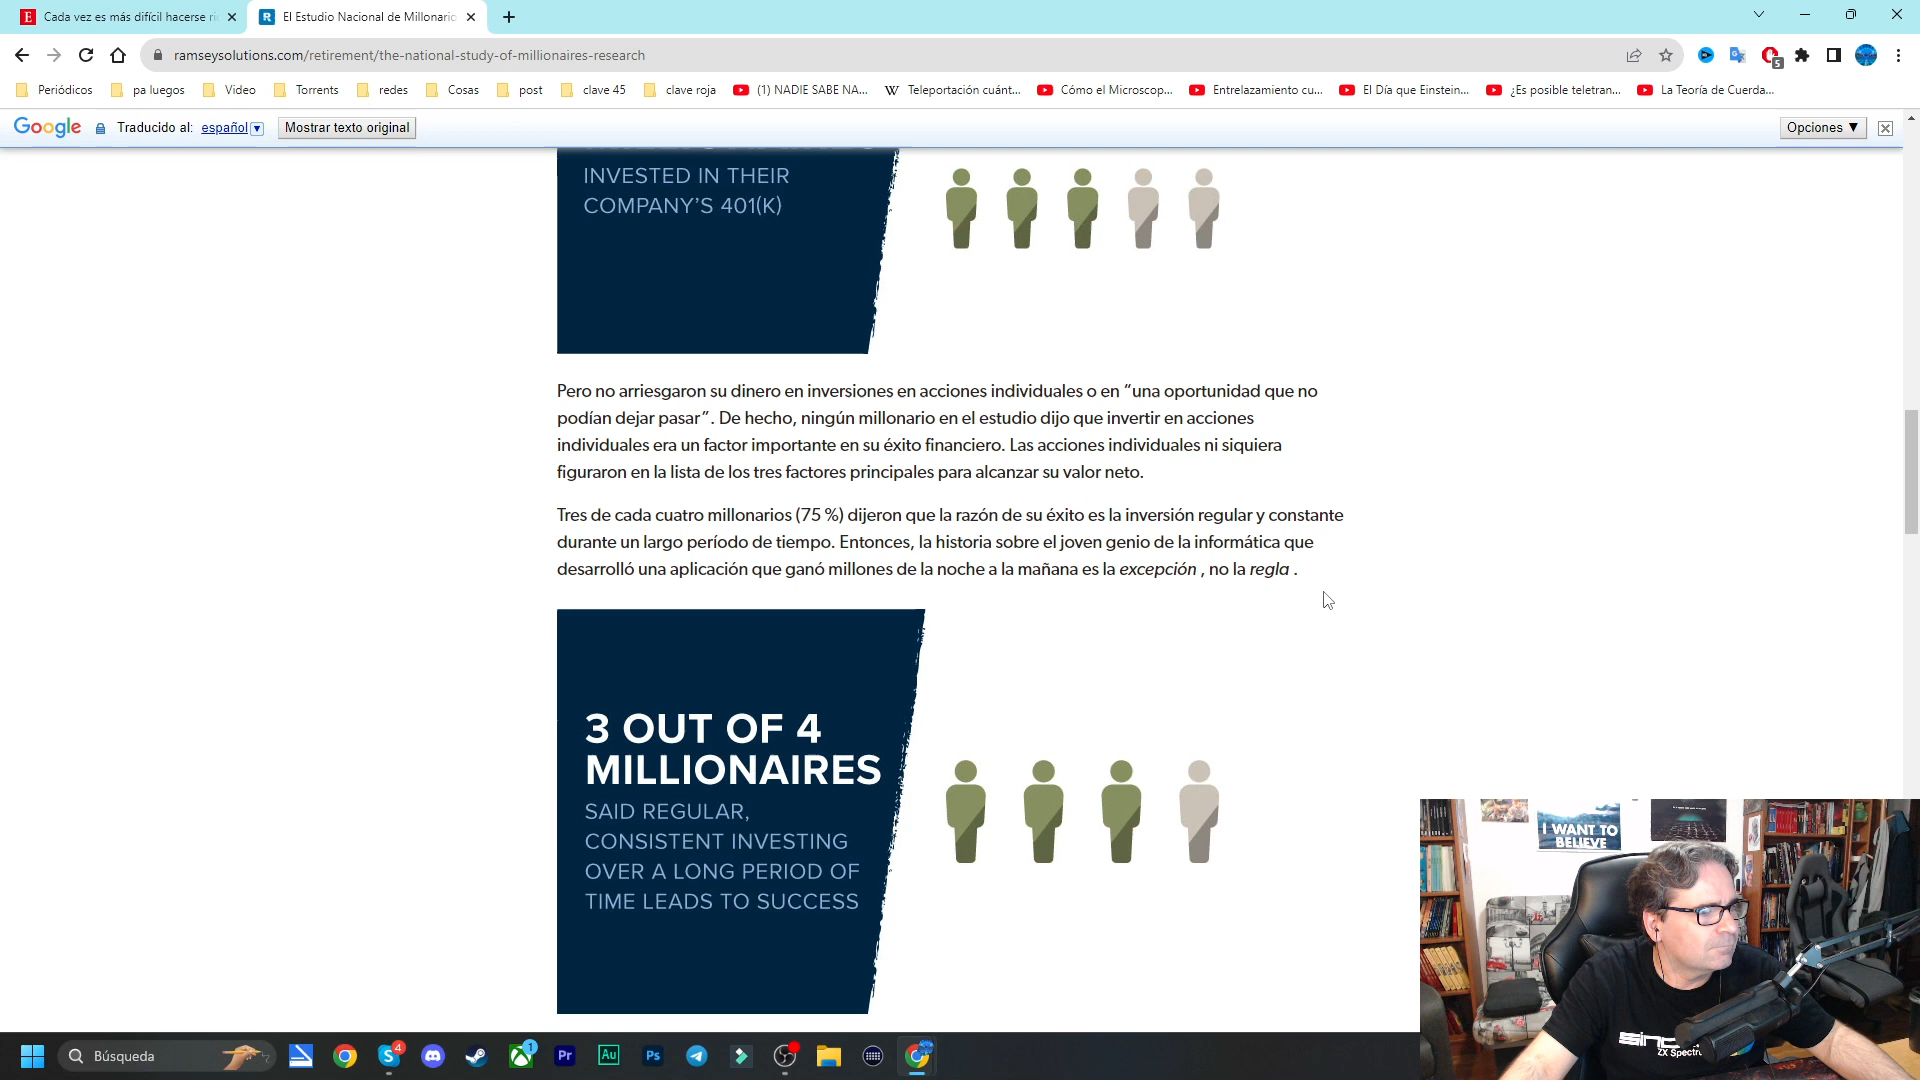 Cada vez es más difícil hacerse ri
El Estudio Nacional de Millonario
ramseysolutions.com/retirement/the-national-study-of-millionaires-research
5
Periódicos
pa luegos
Video
Torrents
redes
Cosas
post
clave 45
clave roja
(1) NADIE SABE NA...
Teleportación cuánt...
Cómo el Microscop...
Entrelazamiento cu...
El Día que Einstein...
¿Es posible teletran...
La Teoría de Cuerda...
Google
Traducido al: español
Mostrar texto original
Opciones ▼
INVESTED IN THEIR
COMPANY'S 401(K)
Pero no arriesgaron su dinero en inversiones en acciones individuales o en “una oportunidad que no
podían dejar pasar”. De hecho, ningún millonario en el estudio dijo que invertir en acciones
individuales era un factor importante en su éxito financiero. Las acciones individuales ni siquiera
figuraron en la lista de los tres factores principales para alcanzar su valor neto.
Tres de cada cuatro millonarios (75 %) dijeron que la razón de su éxito es la inversión regular y constante
durante un largo período de tiempo. Entonces, la historia sobre el joven genio de la informática que
desarrolló una aplicación que ganó millones de la noche a la mañana es la excepción , no la regla .
3 OUT OF 4
MILLIONAIRES
SAID REGULAR,
CONSISTENT INVESTING
OVER A LONG PERIOD OF
TIME LEADS TO SUCCESS
I WANT TO
BELIEVE
ZX Spectru
Búsqueda
4
1
Pr
Au
Ps